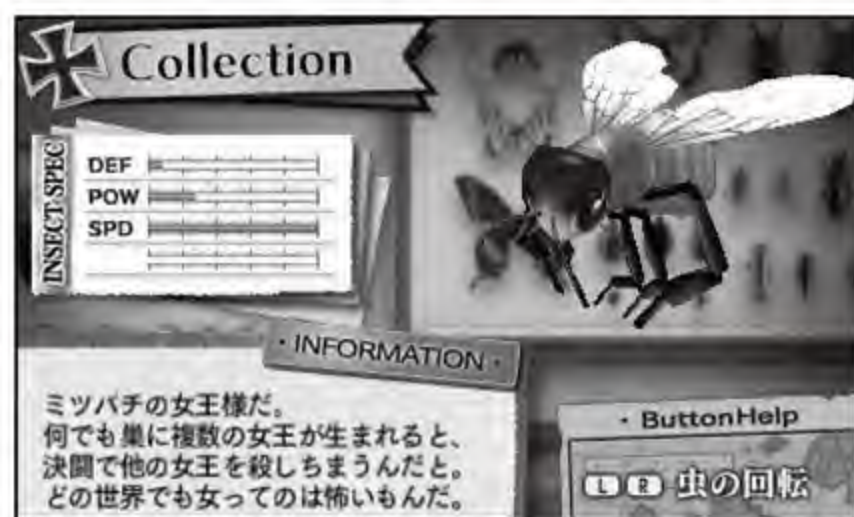 Collection
INSECT SPEC
DEF
POW
SPD
・INFORMATION・
ミツバチの女王様だ。
何でも巣に複数の女王が生まれると、
決闘で他の女王を殺しちまうんだと。
どの世界でも女ってのは怖いもんだ。
・ButtonHelp
L R 虫の回転